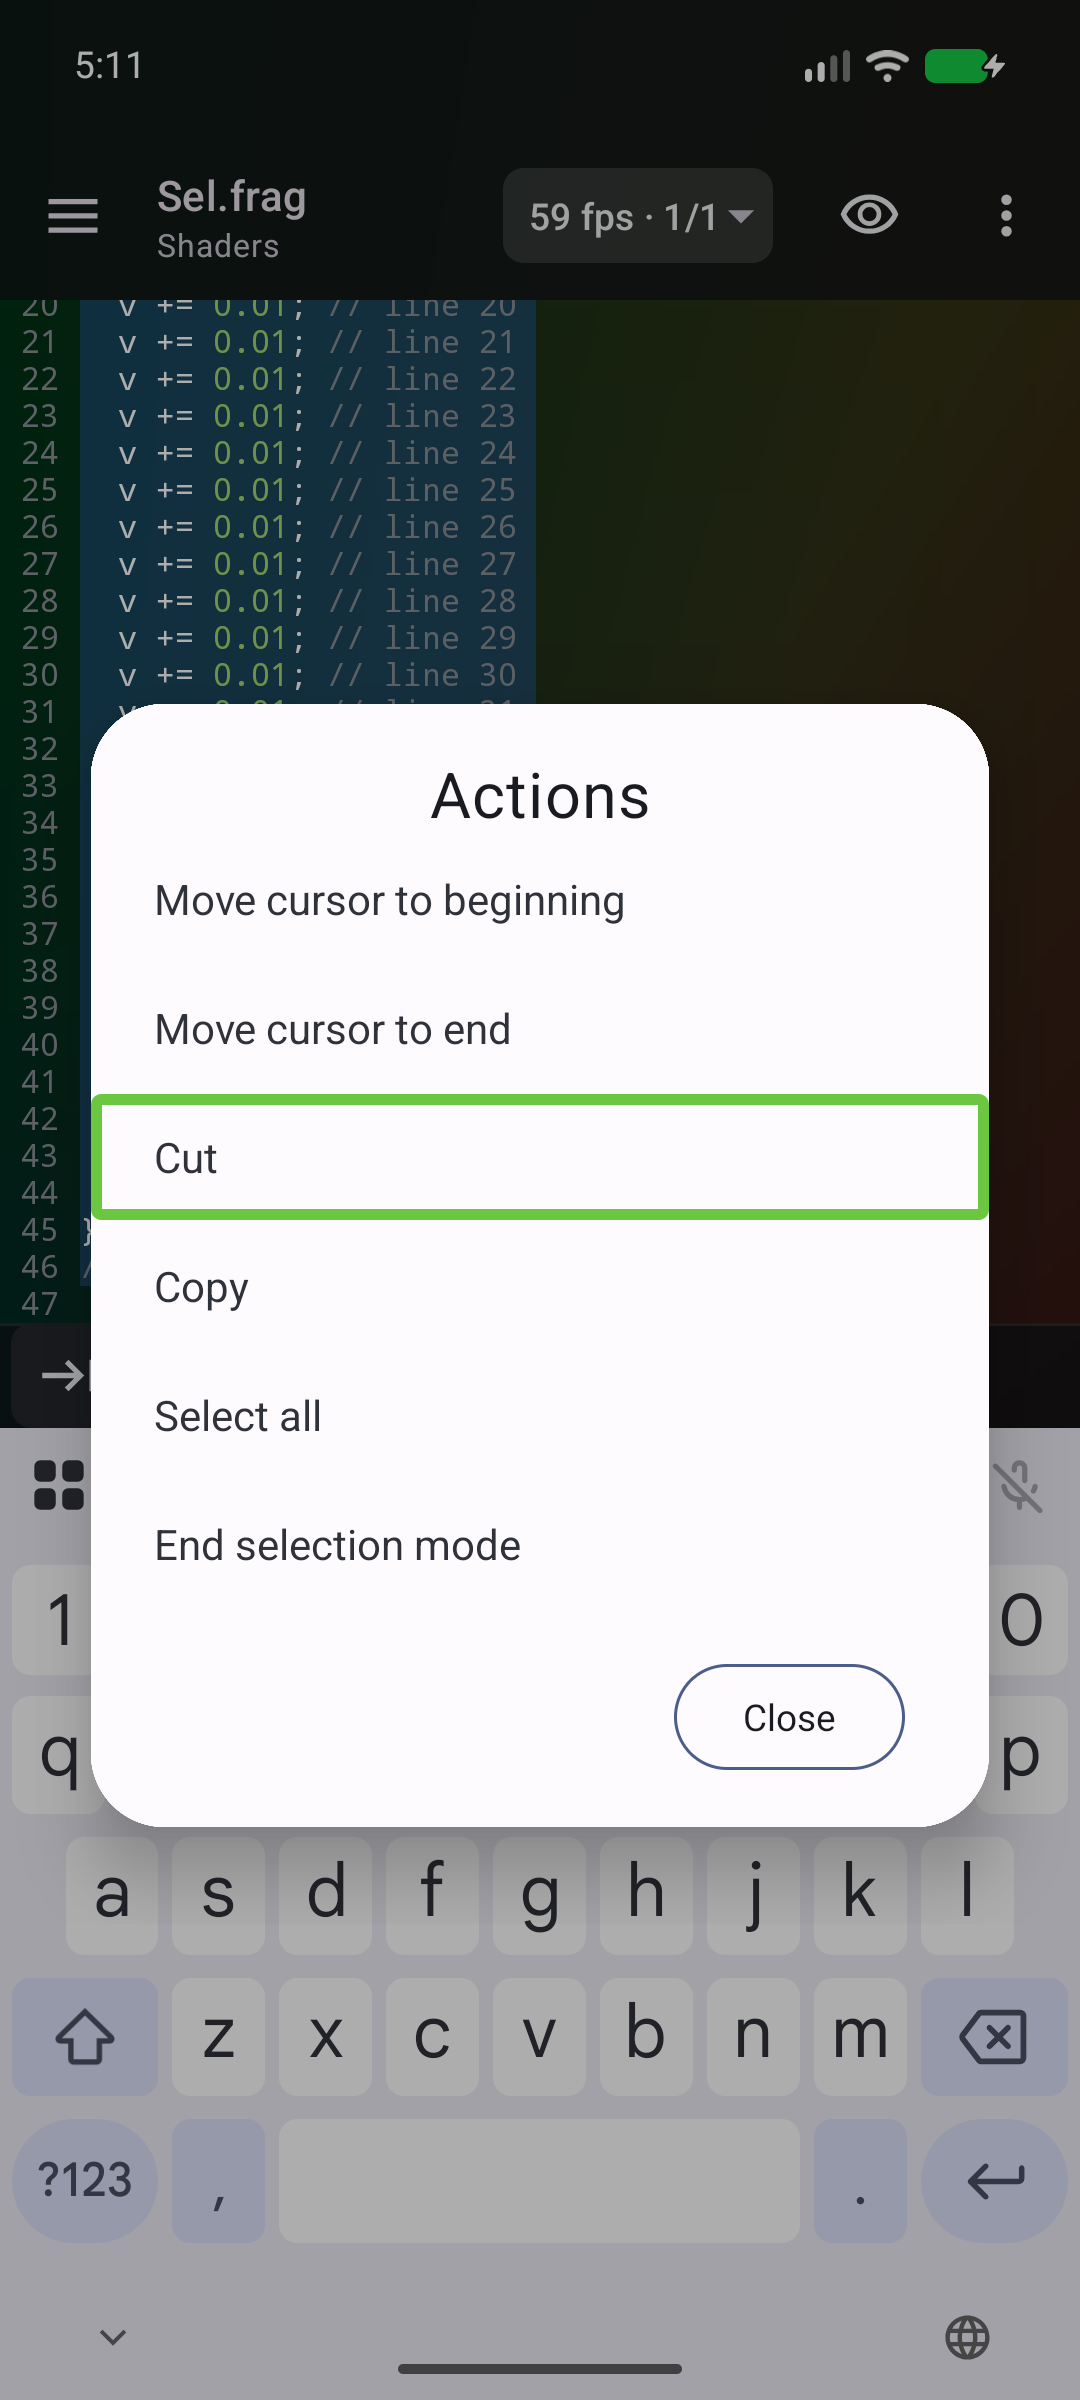 5:11
Sel.frag
Shaders
59 fps · 1/1
20 v += 0.01; // line 20
21 v += 0.01; // line 21
22 v += 0.01; // line 22
23 v += 0.01; // line 23
24 v += 0.01; // line 24
25 v += 0.01; // line 25
26 v += 0.01; // line 26
27 v += 0.01; // line 27
28 v += 0.01; // line 28
29 v += 0.01; // line 29
30 v += 0.01; // line 30
31
32
33
34
35
36
37
38
39
40
41
42
43
44
45 }
46 /
47
Actions
Move cursor to beginning
Move cursor to end
Cut
Copy
Select all
End selection mode
Close
1 0
q p
a s d f g h j k l
z x c v b n m
?123 , .